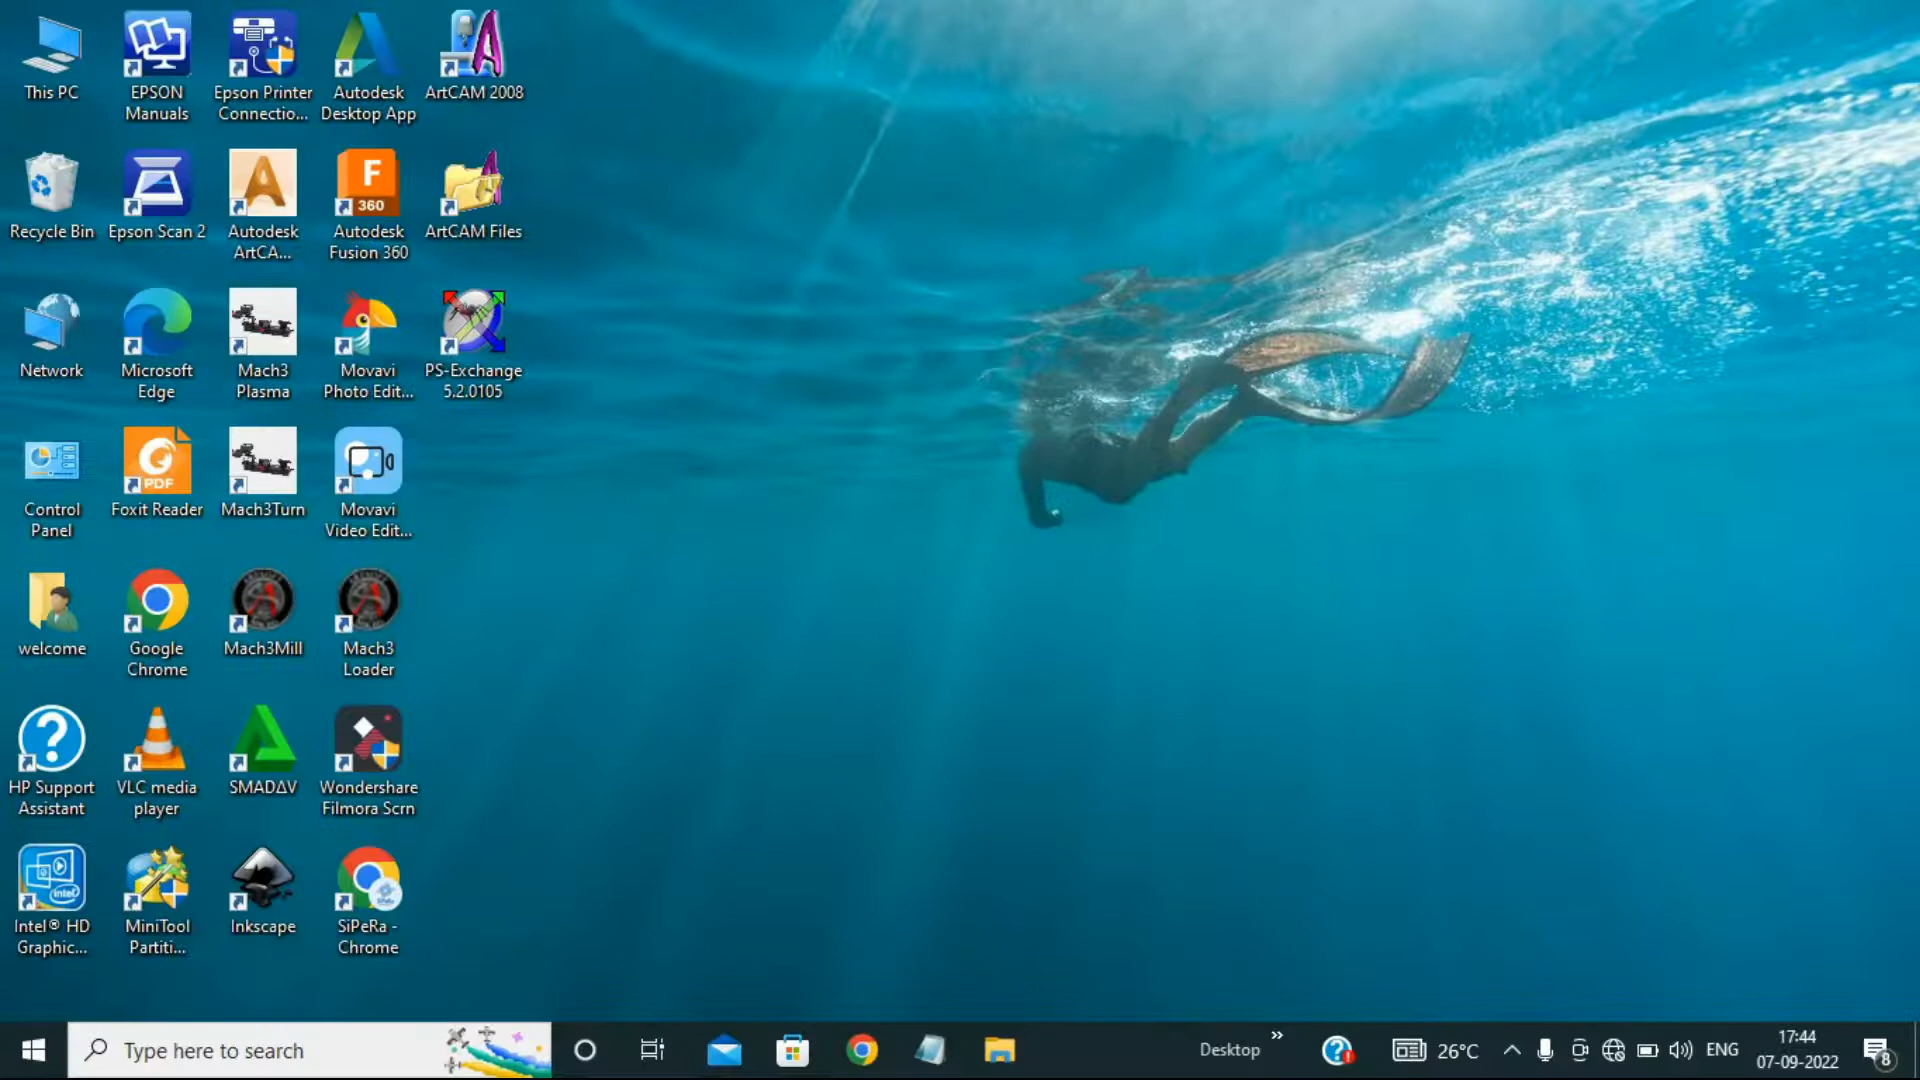 This PC
EPSON
Manuals
Epson Printer
Connectio...
Autodesk
Desktop App
ArtCAM 2008
Recycle Bin
Epson Scan 2
Autodesk
ArtCA...
F
360
Autodesk
Fusion 360
ArtCAM Files
Network
Microsoft
Edge
Mach3
Plasma
Movavi
Photo Edit...
PS-Exchange
5.2.0105
Control
Panel
PDF
Foxit Reader
Mach3Turn
Movavi
Video Edit...
welcome
Google
Chrome
Mach3Mill
Mach3
Loader
HP Support
Assistant
VLC media
player
SMADΔV
Wondershare
Filmora Scrn
intel
Intel® HD
Graphic...
MiniTool
Partiti...
Inkscape
SiPeRa -
Chrome
Type here to search
Desktop
26°C
ENG
17:44
07-09-2022
8